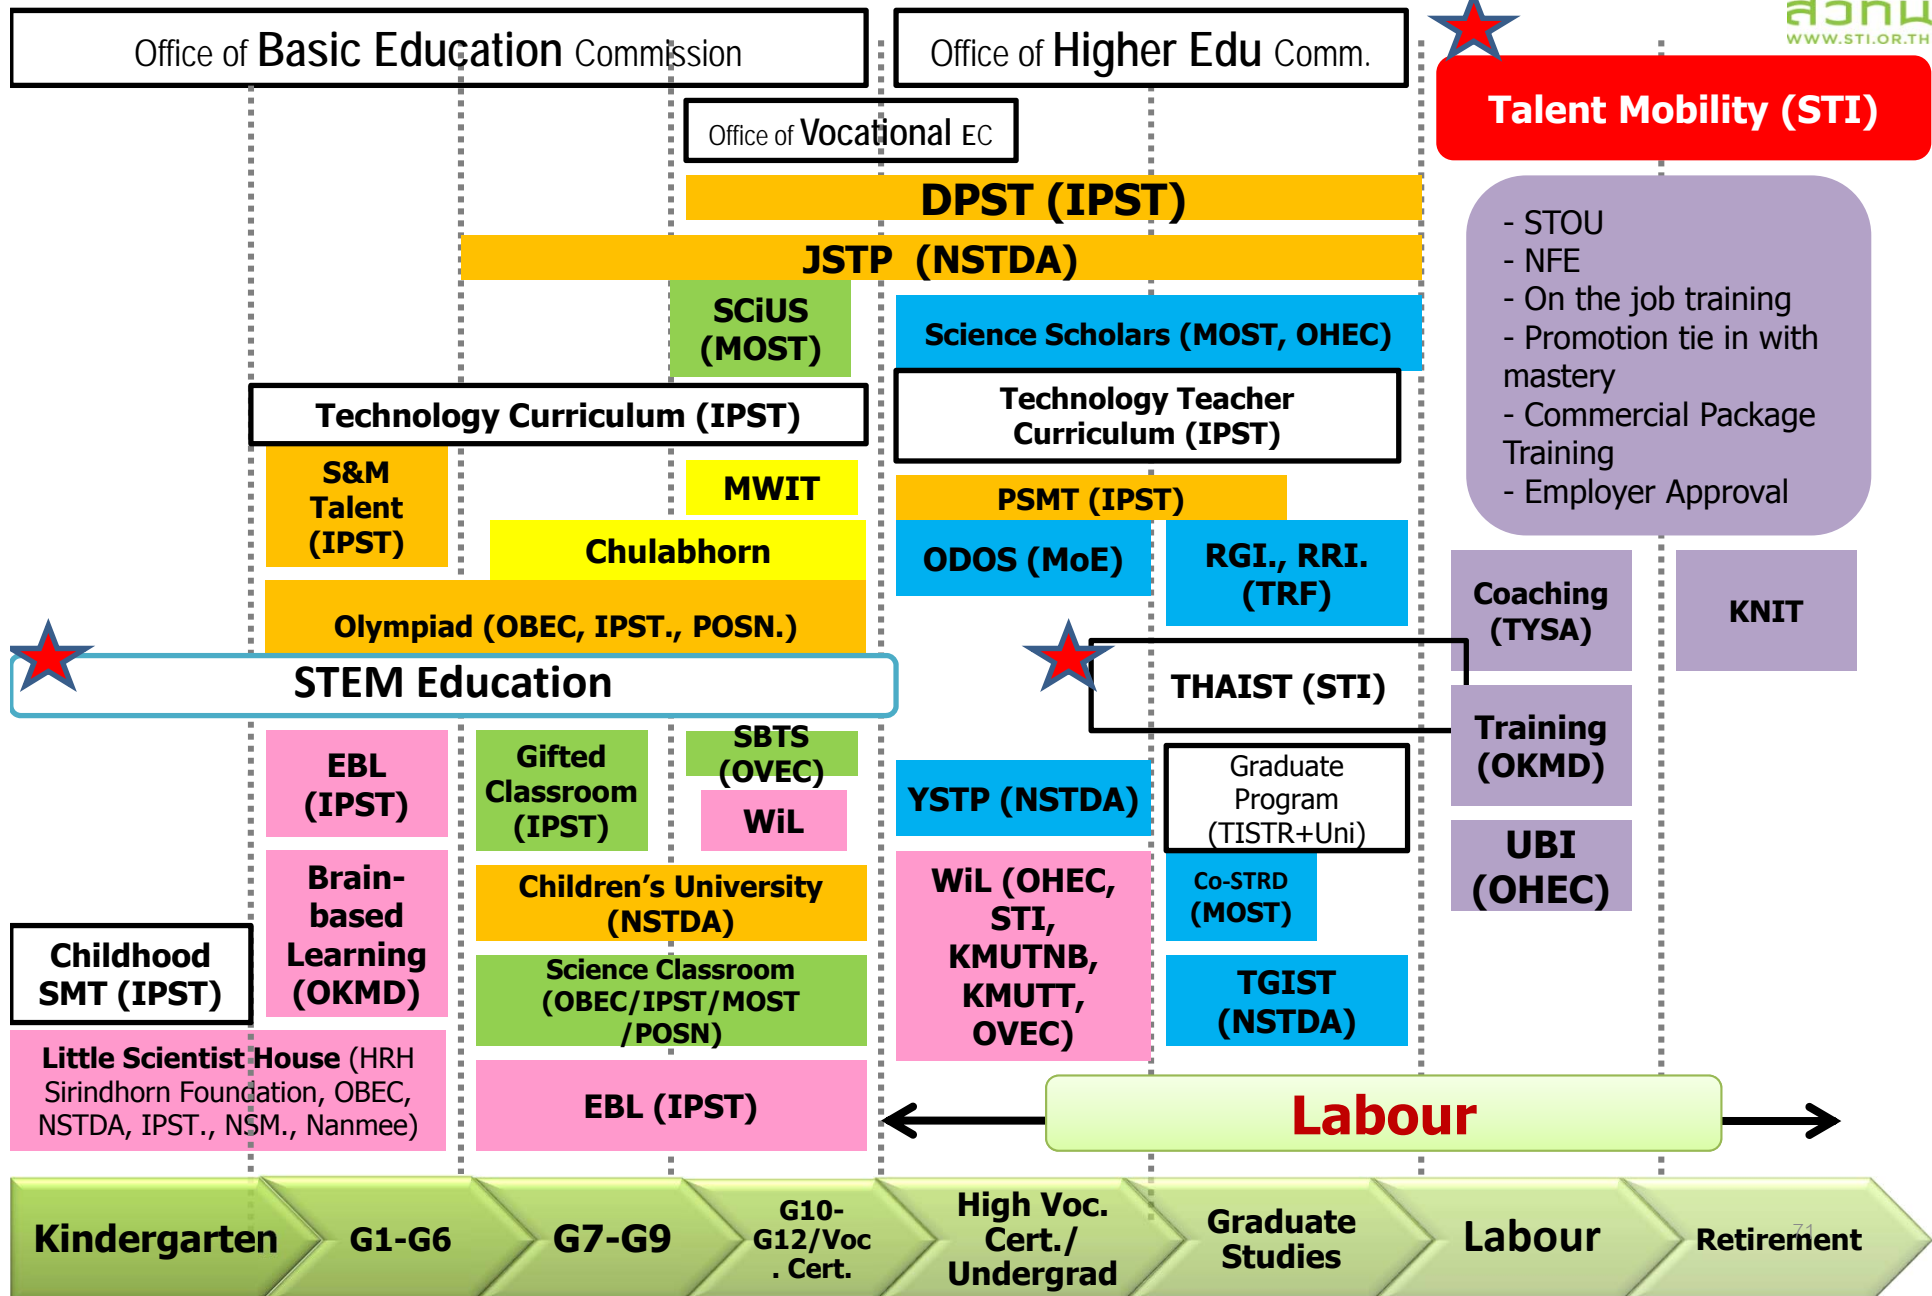 สวทน
WWW.STI.OR.TH
Office of Basic Education Commission
Office of Higher Edu Comm.
Talent Mobility (STI)
Office of Vocational EC
DPST (IPST)
JSTP (NSTDA)
- STOU
- NFE
- On the job training
- Promotion tie in with
mastery
- Commercial Package
Training
- Employer Approval
SCiUS
(MOST)
Science Scholars (MOST, OHEC)
Technology Curriculum (IPST)
Technology Teacher
Curriculum (IPST)
S&M
Talent
(IPST)
MWIT
PSMT (IPST)
Chulabhorn
ODOS (MoE)
RGI., RRI.
(TRF)
Coaching
(TYSA)
KNIT
Olympiad (OBEC, IPST., POSN.)
STEM Education
THAIST (STI)
Training
(OKMD)
EBL
(IPST)
Gifted
Classroom
(IPST)
SBTS
(OVEC)
WiL
YSTP (NSTDA)
Graduate
Program
(TISTR+Uni)
UBI
(OHEC)
Brain-
based
Learning
(OKMD)
Children's University
(NSTDA)
WiL (OHEC,
STI,
KMUTNB,
KMUTT,
OVEC)
Co-STRD
(MOST)
Childhood
SMT (IPST)
Science Classroom
(OBEC/IPST/MOST
/POSN)
TGIST
(NSTDA)
Little Scientist House (HRH
Sirindhorn Foundation, OBEC,
NSTDA, IPST., NSM., Nanmee)
EBL (IPST)
Labour
Kindergarten
G1-G6
G7-G9
G10-
G12/Voc
. Cert.
High Voc.
Cert./
Undergrad
Graduate
Studies
Labour
Retirement
71